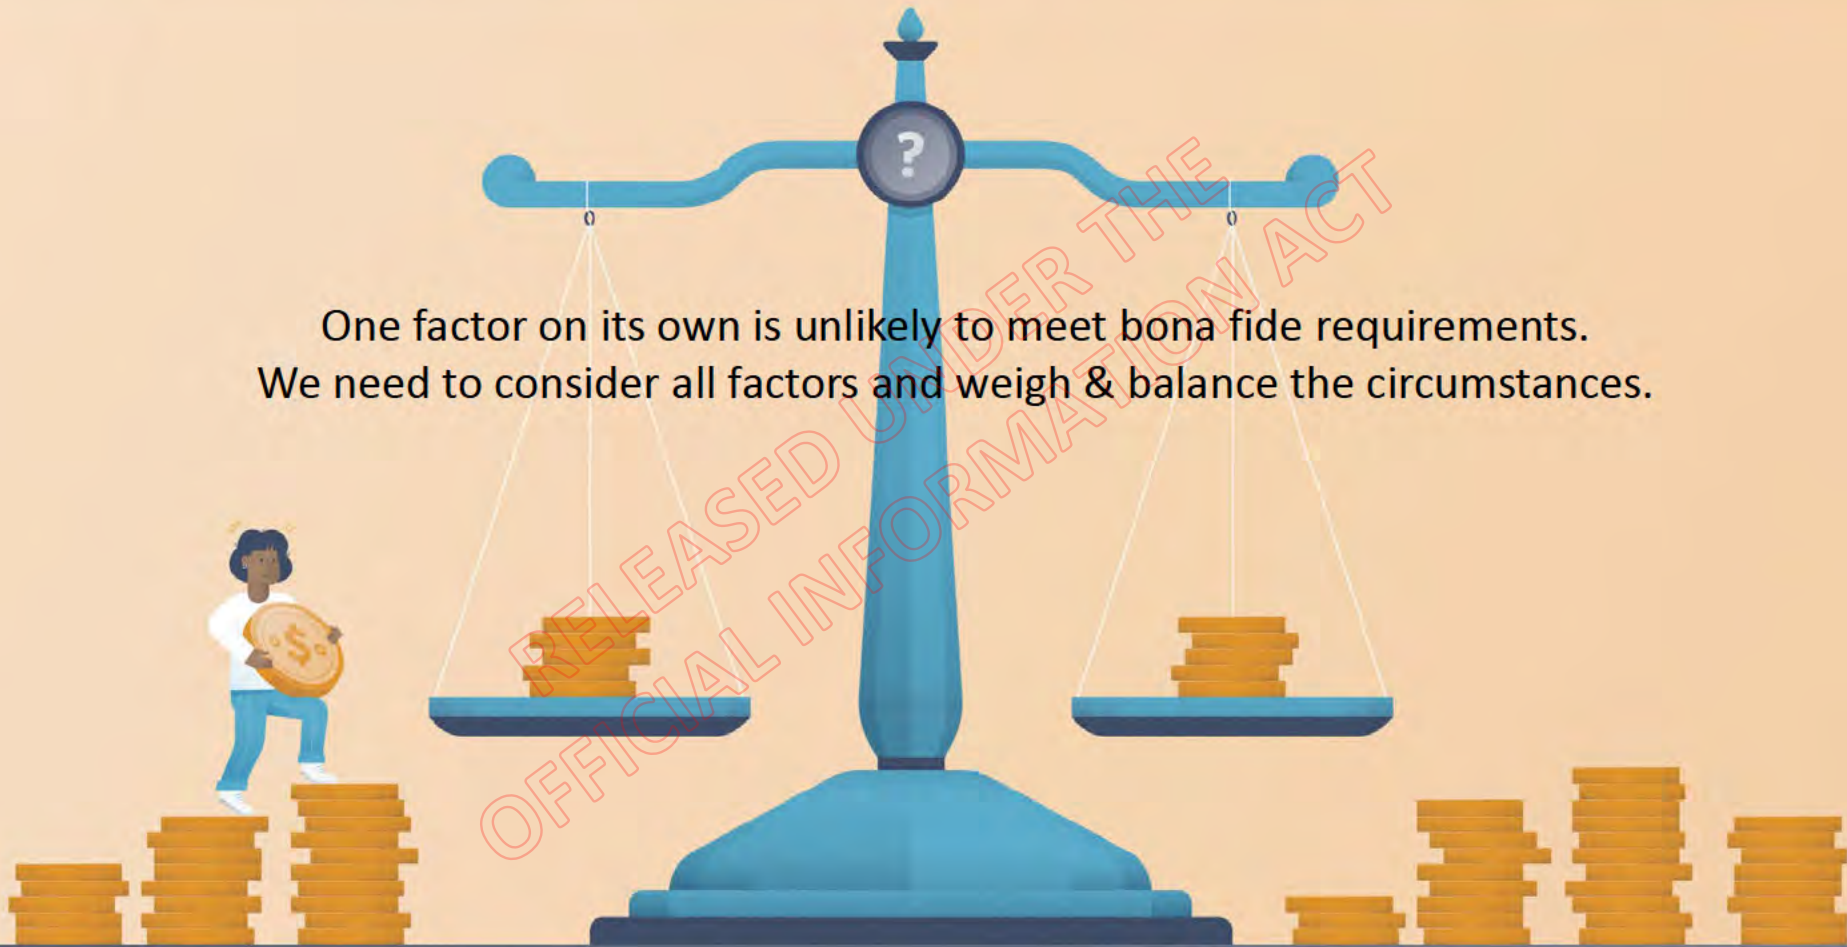 ?
One factor on its own is unlikely to meet bona fide requirements.
We need to consider all factors and weigh & balance the circumstances.
RELEASED UNDER THE
OFFICIAL INFORMATION ACT
$